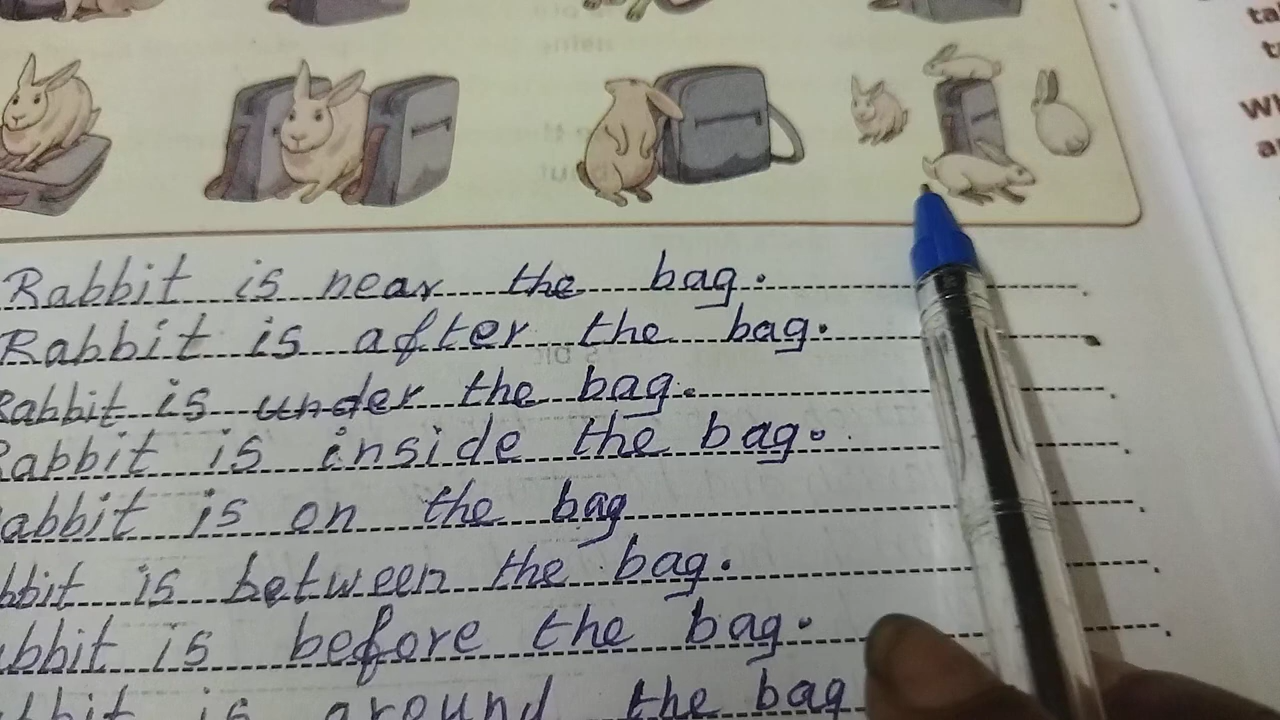 Rabbit is near the bag.
Rabbit is after the bag.
Rabbit is under the bag.
Rabbit is inside the bag.
abbit is on the bag
bbit is between the bag.
bbit is before the bag.
is around the bag
ta
t
Wh
a